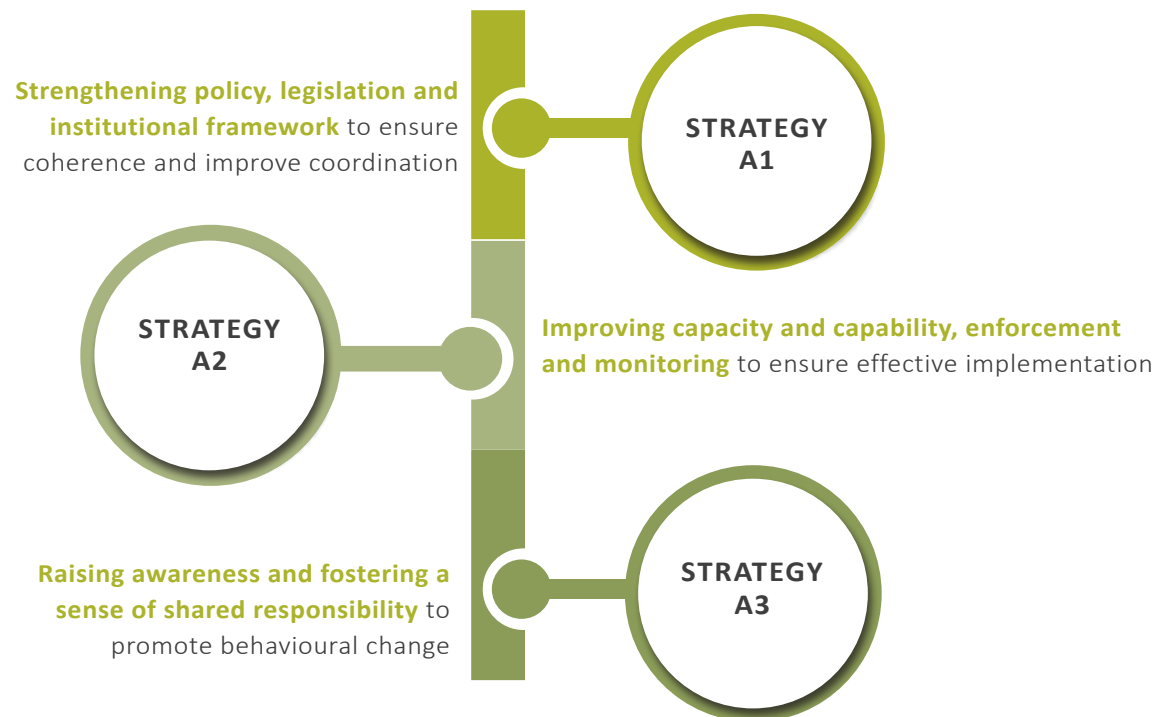 Strengthening policy, legislation and
institutional framework to ensure
coherence and improve coordination
STRATEGY
A1
STRATEGY
A2
Improving capacity and capability, enforcement
and monitoring to ensure effective implementation
Raising awareness and fostering a
sense of shared responsibility to
promote behavioural change
STRATEGY
A3